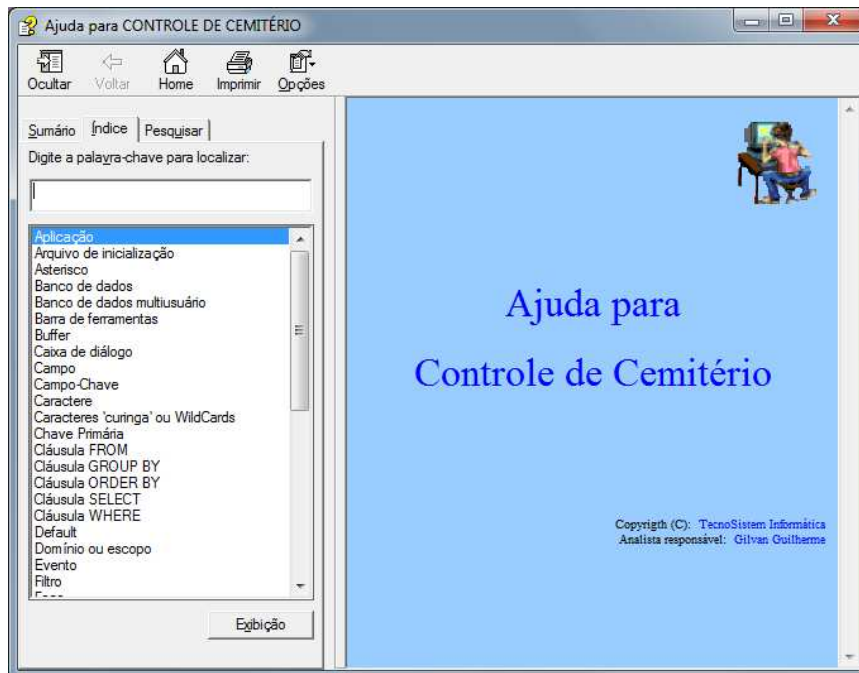 Ajuda para CONTROLE DE CEMITÉRIO
Ocultar Voltar Home Imprimir Opções
Sumário Índice Pesquisar
Digite a palavra-chave para localizar:
Aplicação
Arquivo de inicialização
Asterisco
Banco de dados
Banco de dados multiusuário
Barra de ferramentas
Buffer
Caixa de diálogo
Campo
Campo-Chave
Caractere
Caracteres 'curinga' ou WildCards
Chave Primária
Cláusula FROM
Cláusula GROUP BY
Cláusula ORDER BY
Cláusula SELECT
Cláusula WHERE
Default
Domínio ou escopo
Evento
Filtro
Exibição
Ajuda para
Controle de Cemitério
Copyrigth (C): TecnoSistem Informática
Analista responsável: Gilvan Guilherme